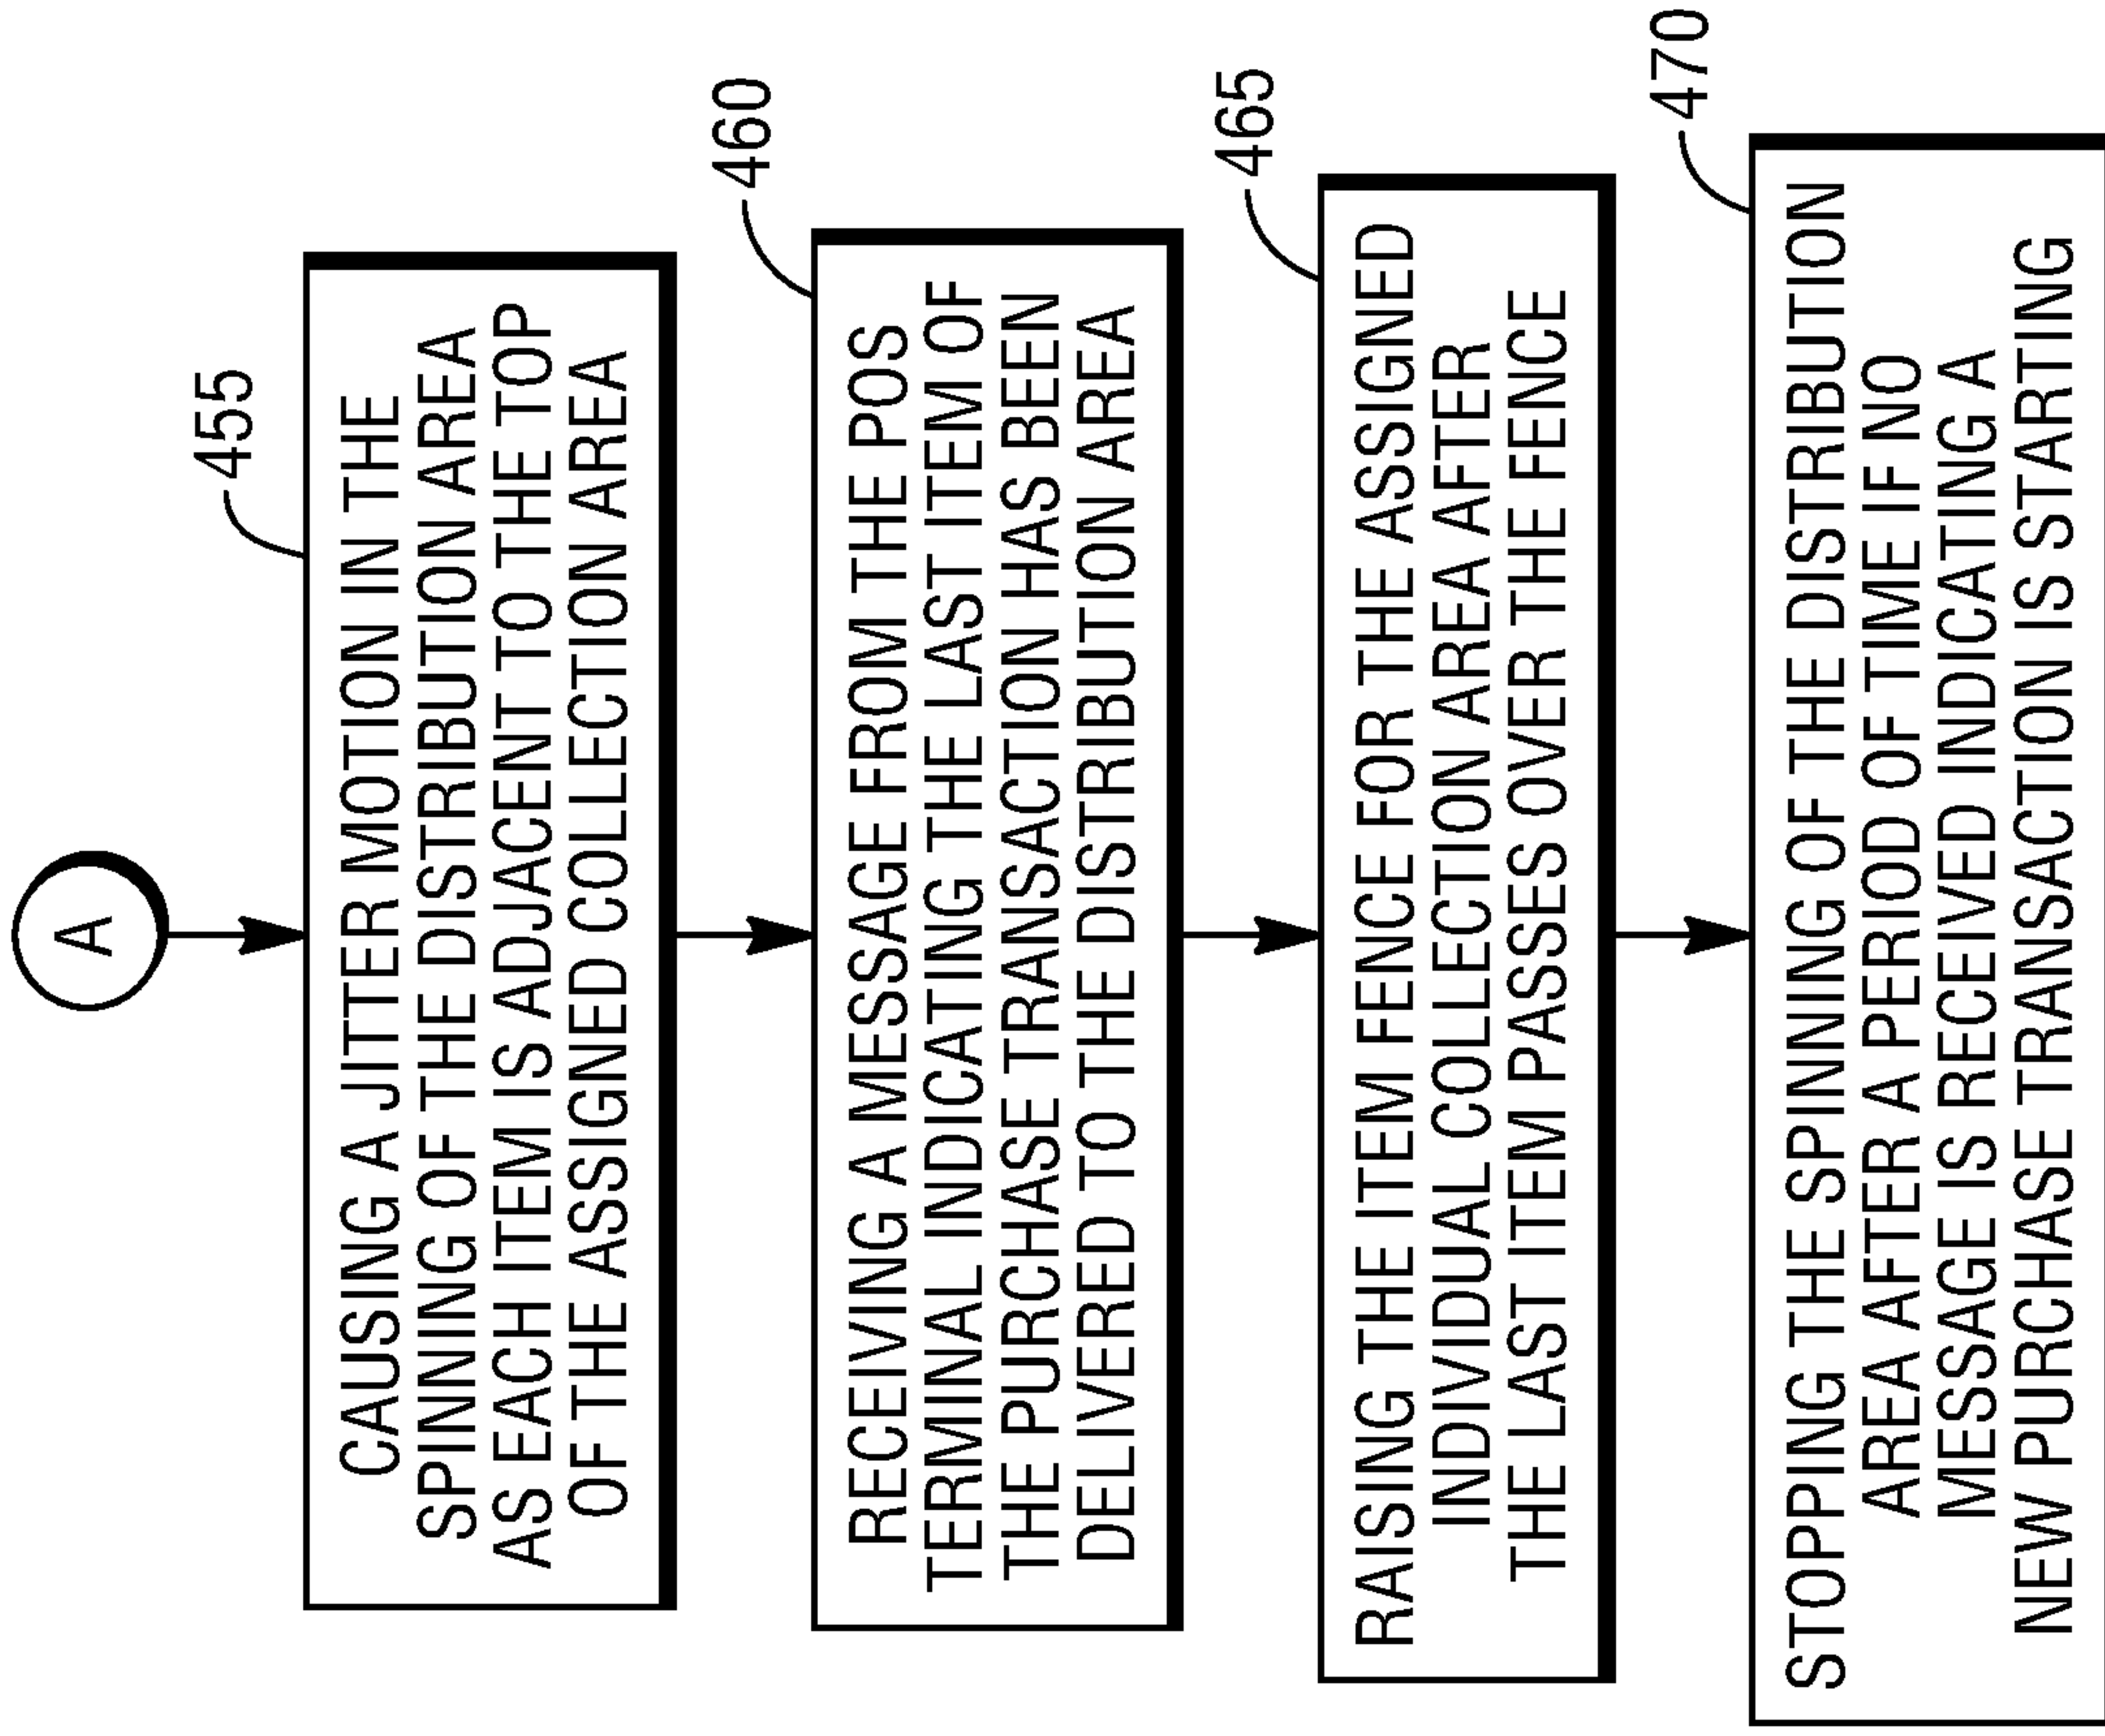 A
455
CAUSING A JITTER MOTION IN THE
SPINNING OF THE DISTRIBUTION AREA
AS EACH ITEM IS ADJACENT TO THE TOP
OF THE ASSIGNED COLLECTION AREA
460
RECEIVING A MESSAGE FROM THE POS
TERMINAL INDICATING THE LAST ITEM OF
THE PURCHASE TRANSACTION HAS BEEN
DELIVERED TO THE DISTRIBUTION AREA
465
RAISING THE ITEM FENCE FOR THE ASSIGNED
INDIVIDUAL COLLECTION AREA AFTER
THE LAST ITEM PASSES OVER THE FENCE
470
STOPPING THE SPINNING OF THE DISTRIBUTION
AREA AFTER A PERIOD OF TIME IF NO
MESSAGE IS RECEIVED INDICATING A
NEW PURCHASE TRANSACTION IS STARTING